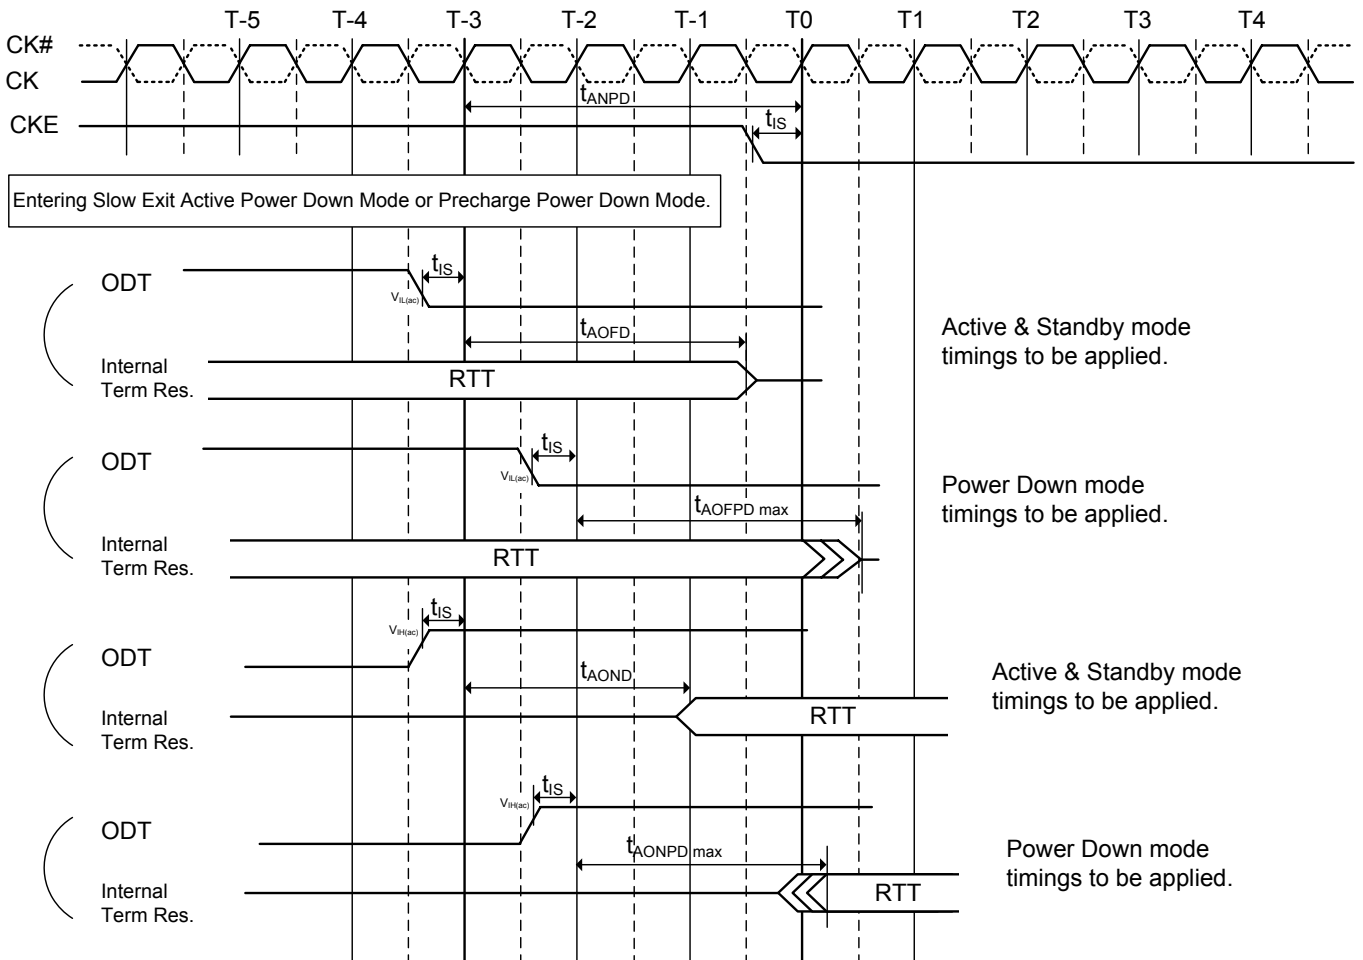 T-5 T-4 T-3 T-2 T-1 T0 T1 T2 T3 T4
CK#
CK
tANPD
CKE
tIS
Entering Slow Exit Active Power Down Mode or Precharge Power Down Mode.
tIS
ODT
VIL(ac)
tAOFD
Active & Standby mode
timings to be applied.
Internal
Term Res.
RTT
tIS
ODT
VIL(ac)
Power Down mode
timings to be applied.
tAOFPD max
Internal
Term Res.
RTT
tIS
VIH(ac)
ODT
tAOND
Active & Standby mode
timings to be applied.
Internal
Term Res.
RTT
tIS
VIH(ac)
ODT
tAONPD max
Power Down mode
timings to be applied.
Internal
Term Res.
RTT